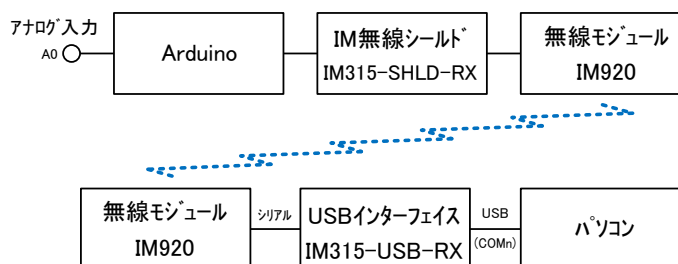 アナログ入力
A0
Arduino
IM無線シールド
IM315-SHLD-RX
無線モジュール
IM920
無線モジュール
IM920
シリアル
USBインターフェイス
IM315-USB-RX
USB
(COMn)
パソコン